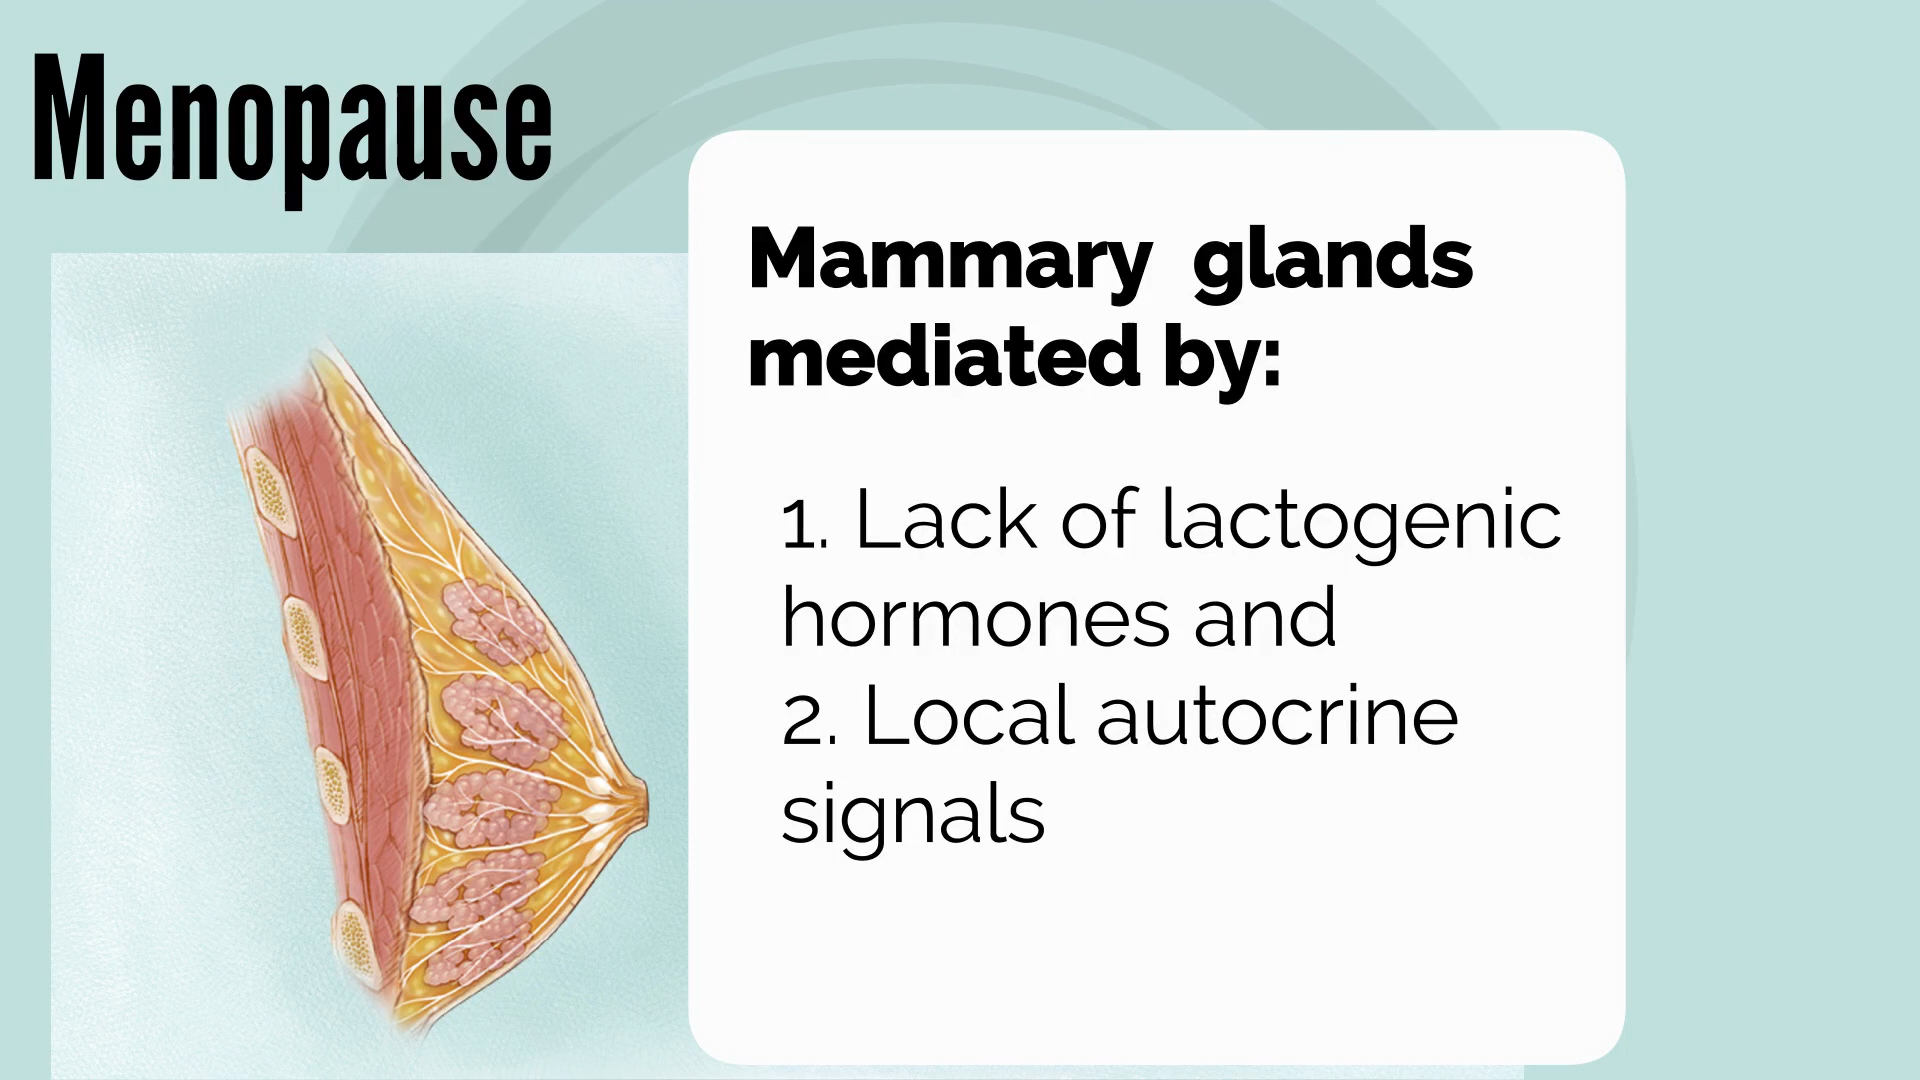 Menopause
Mammary glands
mediated by:
1. Lack of lactogenic
hormones and
2. Local autocrine
signals